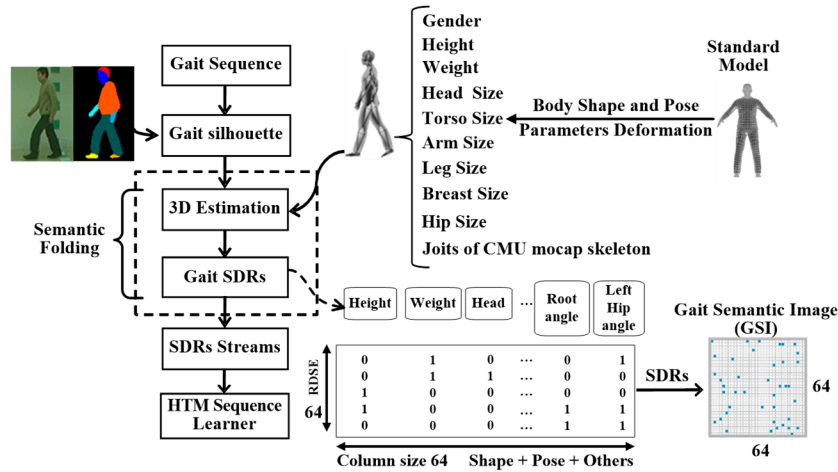 Gait Sequence
Gait silhouette
3D Estimation
Gait SDRs
SDRs Streams
HTM Sequence
Learner
Semantic
Folding
Gender
Height
Weight
Head Size
Torso Size
Arm Size
Leg Size
Breast Size
Hip Size
Joits of CMU mocap skeleton
Standard
Model
Body Shape and Pose
Parameters Deformation
Height Weight Head ... Root angle Left Hip angle
0 1 0 ... 0 1
0 1 1 ... 0 0
1 0 0 ... 0 0
1 0 0 ... 1 1
0 0 0 ... 1 1
RDSE
64
Column size 64 Shape + Pose + Others
SDRs
Gait Semantic Image
(GSI)
64
64